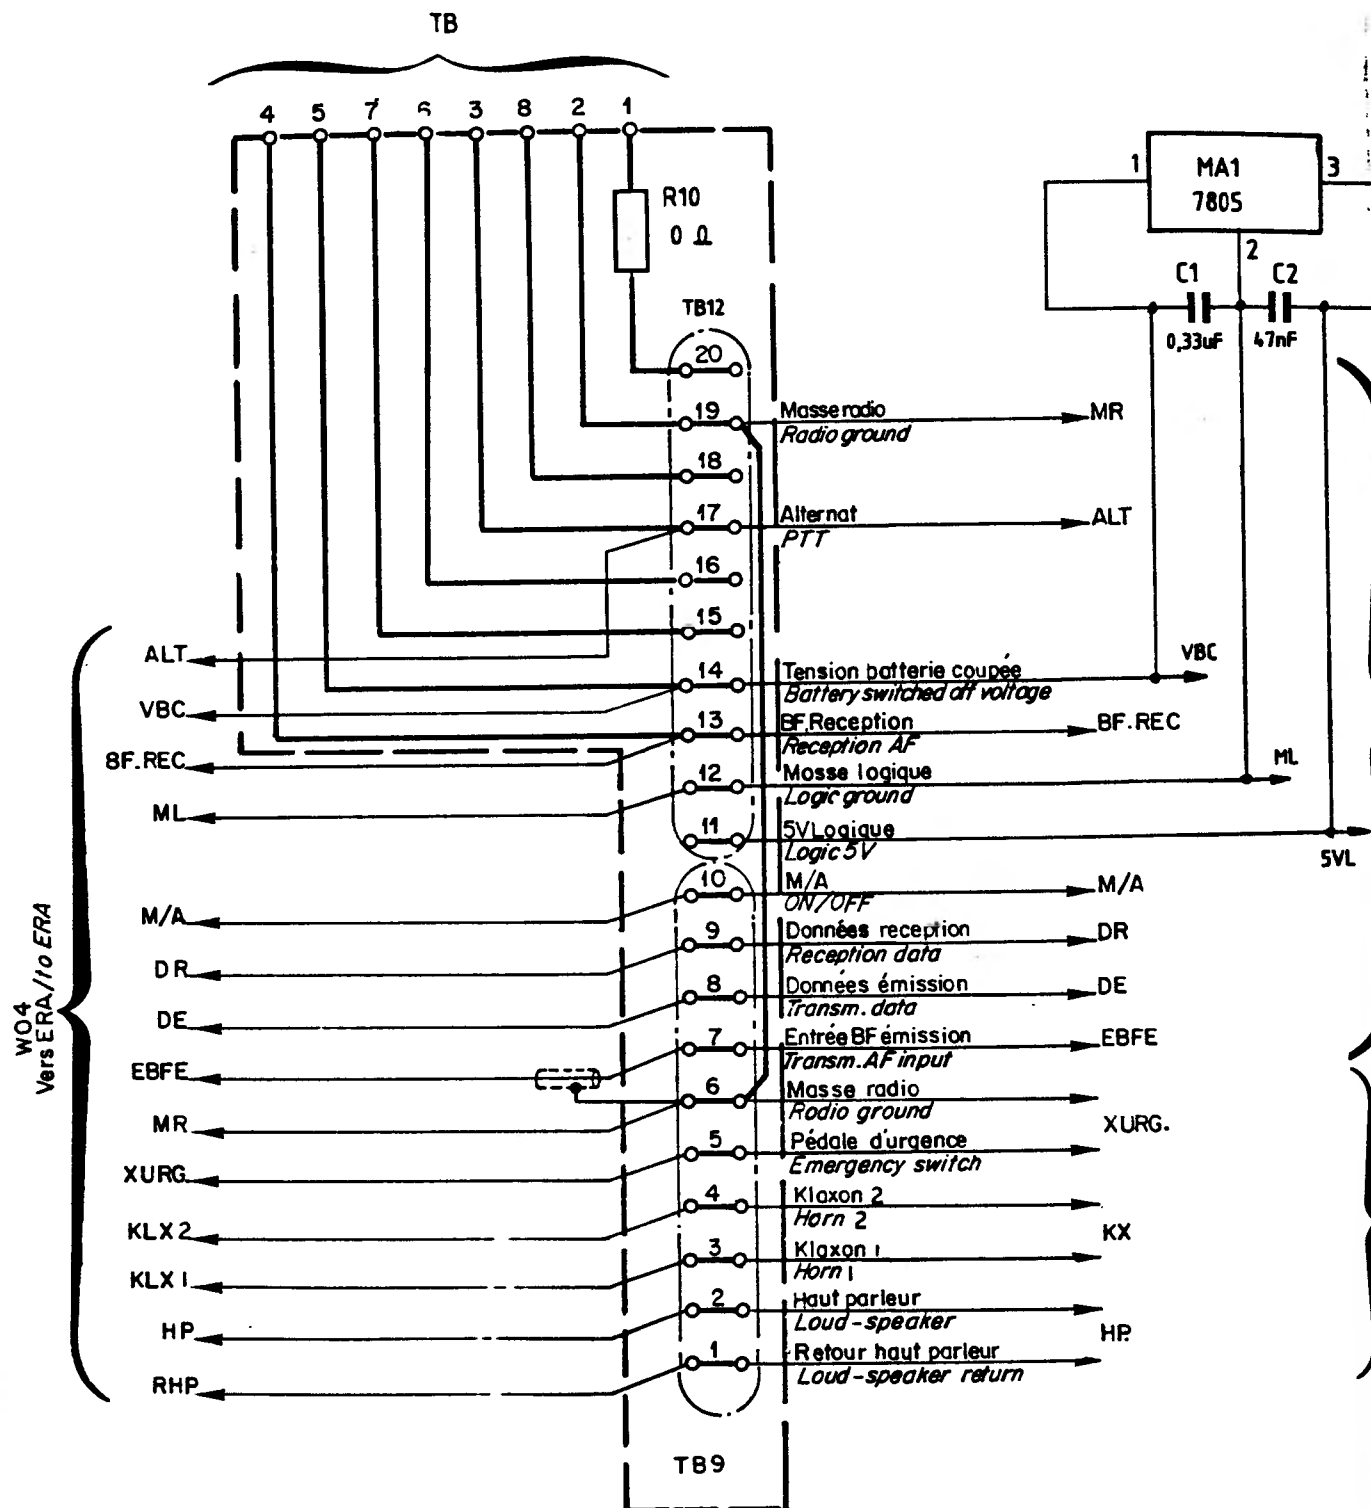 TB
4 5 7 6 3 8 2 1
R10
0 Ω
TB12
1 MA1 3
7805
2
C1 C2
0,33uF 47nF
20
19 Masse radio MR
Radio ground
18
17 Alternat ALT
PTT
16
15
ALT
14 Tension batterie coupée VBC
Battery switched off voltage
VBC
13 BF.Reception BF.REC
Reception AF
BF.REC
12 Mosse logique ML
Logic ground
ML
11 5V Logique
Logic 5V
5VL
10 M/A M/A
ON/OFF
M/A
9 Données reception DR
Reception data
DR
8 Données émission DE
Transm. data
DE
7 Entrée BF émission EBFE
Transm. AF input
EBFE
6 Masse radio
Rodio ground
MR
XURG.
5 Pédale d'urgence
Emergency switch
XURG.
4 Klaxon 2
Horn 2
KLX 2
KX
3 Klaxon 1
Horn 1
KLX 1
2 Haut parleur
Loud-speaker
HP
HP.
1 Retour haut parleur
Loud-speaker return
RHP
W04
Vers ERA/to ERA
TB9